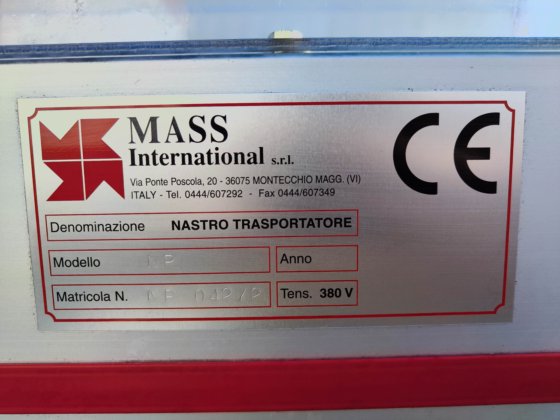 MASS
International s.r.l.
CE
Via Ponte Poscola, 20 - 36075 MONTECCHIO MAGG. (VI)
ITALY - Tel. 0444/607292 - Fax 0444/607349
Denominazione NASTRO TRASPORTATORE
Modello Anno
Matricola N. Tens. 380 V